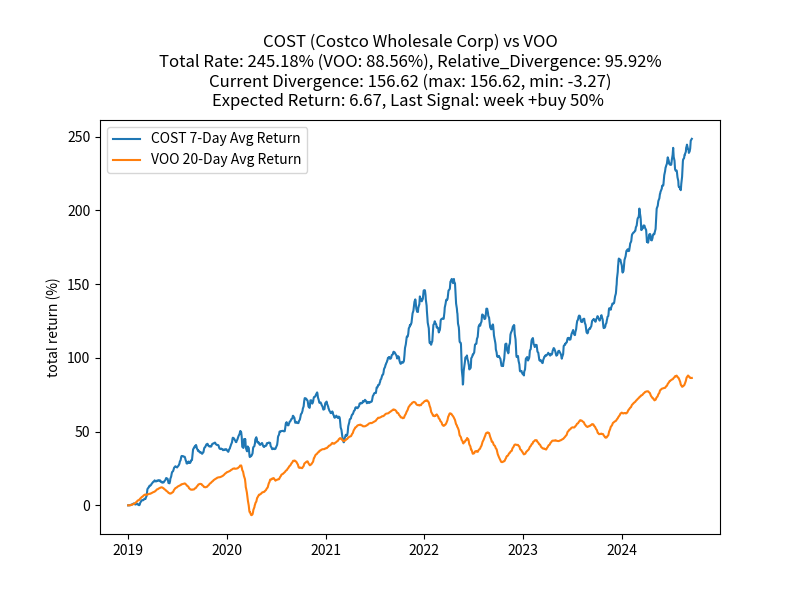 COST (Costco Wholesale Corp) vs VOO
Total Rate: 245.18% (VOO: 88.56%), Relative_Divergence: 95.92%
Current Divergence: 156.62 (max: 156.62, min: -3.27)
Expected Return: 6.67, Last Signal: week +buy 50%
COST 7-Day Avg Return
VOO 20-Day Avg Return
total return (%)
250
200
150
100
50
0
2019 2020 2021 2022 2023 2024